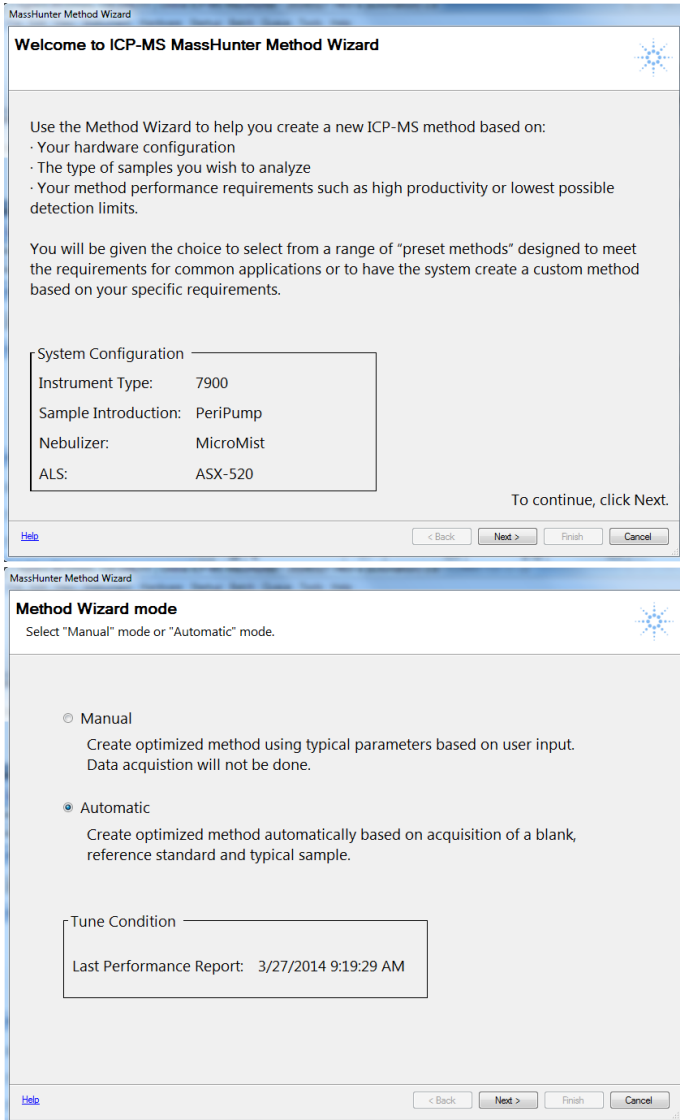 MassHunter Method Wizard
Welcome to ICP-MS MassHunter Method Wizard
Use the Method Wizard to help you create a new ICP-MS method based on:
· Your hardware configuration
· The type of samples you wish to analyze
· Your method performance requirements such as high productivity or lowest possible
detection limits.
You will be given the choice to select from a range of “preset methods” designed to meet
the requirements for common applications or to have the system create a custom method
based on your specific requirements.
System Configuration
Instrument Type: 7900
Sample Introduction: PeriPump
Nebulizer: MicroMist
ALS: ASX-520
To continue, click Next.
Help < Back Next > Finish Cancel
MassHunter Method Wizard
Method Wizard mode
Select "Manual" mode or "Automatic" mode.
Manual
Create optimized method using typical parameters based on user input.
Data acquistion will not be done.
Automatic
Create optimized method automatically based on acquisition of a blank,
reference standard and typical sample.
Tune Condition
Last Performance Report: 3/27/2014 9:19:29 AM
Help < Back Next > Finish Cancel